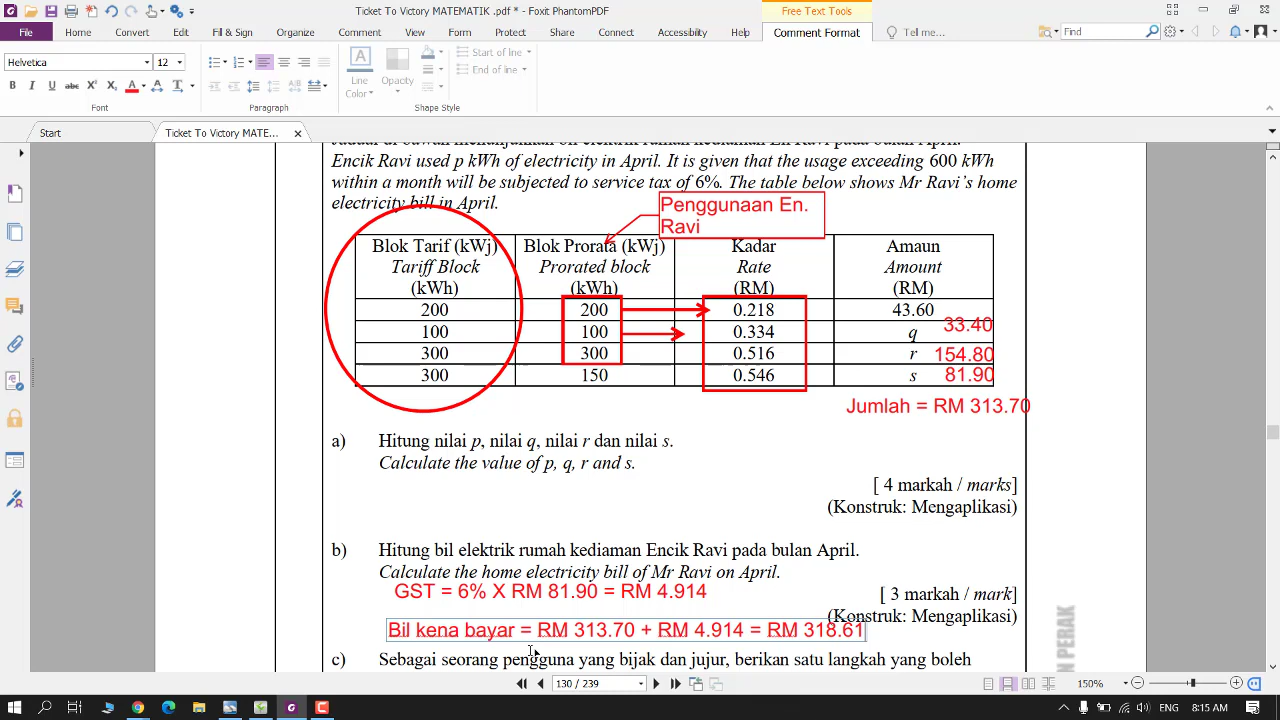 Ticket To Victory MATEMATIK .pdf * - Foxit PhantomPDF
Free Text Tools
File Home Convert Edit Fill & Sign Organize Comment View Form Protect Share Connect Accessibility Help Comment Format Tell me... Find
Helvetica 12
Start of line
End of line
B I U abc X² X₂ A A T
Line Color
Opacity
Font Paragraph Shape Style
Start Ticket To Victory MATE...
Encik Ravi used p kWh of electricity in April. It is given that the usage exceeding 600 kWh
within a month will be subjected to service tax of 6%. The table below shows Mr Ravi's home
electricity bill in April.
Penggunaan En.
Ravi
Blok Tarif (kWj) Blok Prorata (kWj) Kadar Amaun
Tariff Block Prorated block Rate Amount
(kWh) (kWh) (RM) (RM)
200 200 0.218 43.60
100 100 0.334 q 33.40
300 300 0.516 r 154.80
300 150 0.546 s 81.90
Jumlah = RM 313.70
a) Hitung nilai p, nilai q, nilai r dan nilai s.
Calculate the value of p, q, r and s.
[ 4 markah / marks]
(Konstruk: Mengaplikasi)
b) Hitung bil elektrik rumah kediaman Encik Ravi pada bulan April.
Calculate the home electricity bill of Mr Ravi on April.
GST = 6% X RM 81.90 = RM 4.914
[ 3 markah / mark]
(Konstruk: Mengaplikasi)
Bil kena bayar = RM 313.70 + RM 4.914 = RM 318.61
c) Sebagai seorang pengguna yang bijak dan jujur, berikan satu langkah yang boleh
PERAK
130 / 239
150%
ENG 8:15 AM